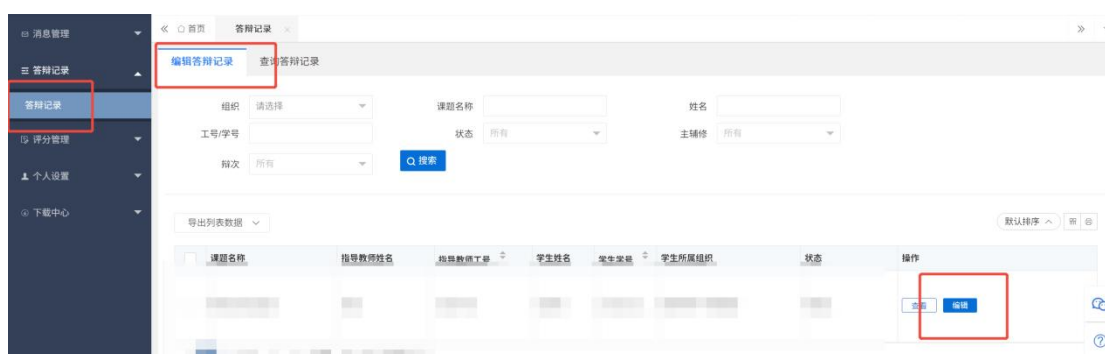 消息管理
首页 答辩记录
答辩记录
编辑答辩记录 查询答辩记录
答辩记录
组织 请选择 课题名称 姓名
工号/学号 状态 所有 主辅修 所有
评分管理
辩次 所有 搜索
个人设置
下载中心
导出列表数据 默认排序
课题名称 指导教师姓名 指导教师工号 学生姓名 学生学号 学生所属组织 状态 操作
查看 编辑